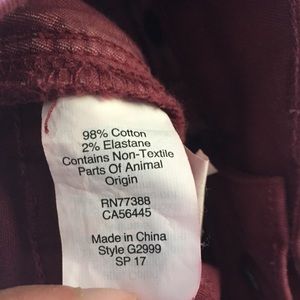 98% Cotton
2% Elastane
Contains Non-Textile
Parts Of Animal
Origin
RN77388
CA56445
Made in China
Style G2999
SP 17